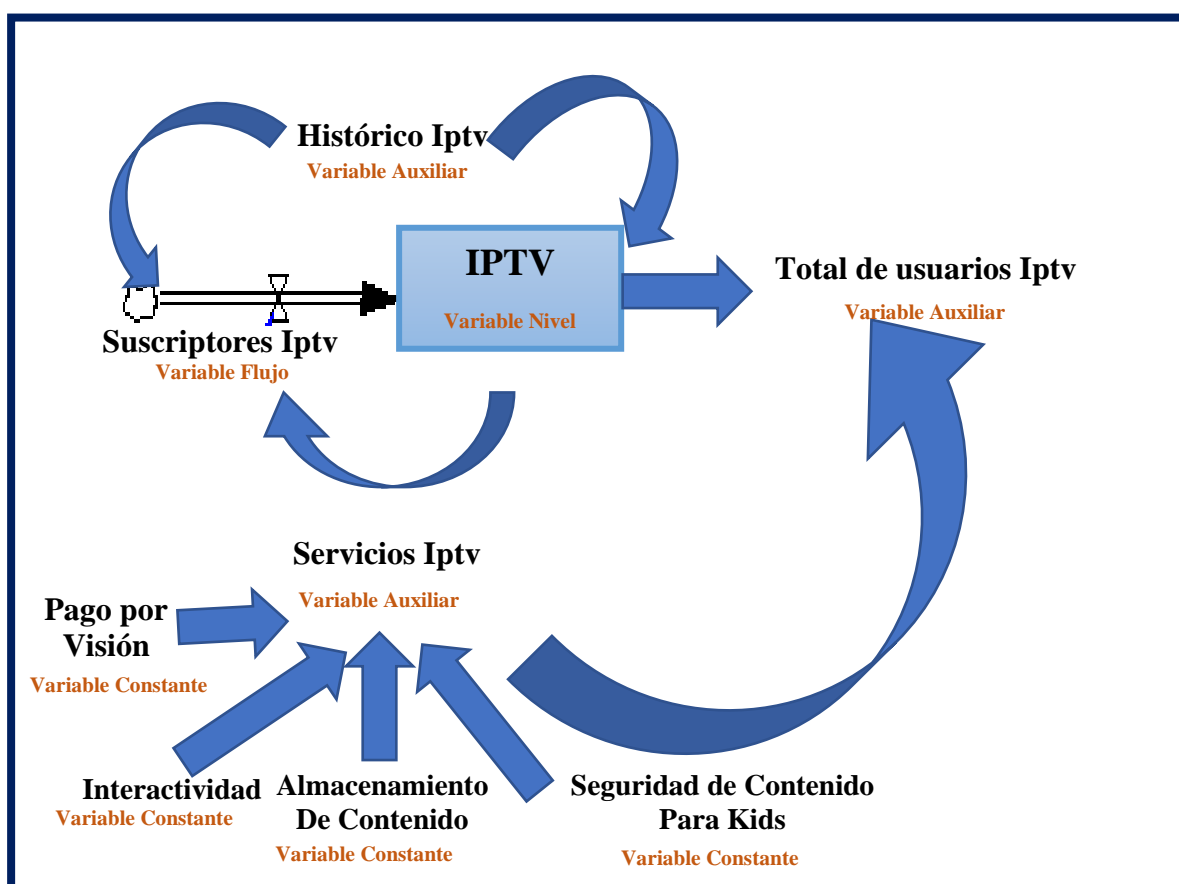 Histórico Iptv
Variable Auxiliar
IPTV
Variable Nivel
Total de usuarios Iptv
Variable Auxiliar
Suscriptores Iptv
Variable Flujo
Servicios Iptv
Variable Auxiliar
Pago por
Visión
Variable Constante
Interactividad
Variable Constante
Almacenamiento
De Contenido
Variable Constante
Seguridad de Contenido
Para Kids
Variable Constante